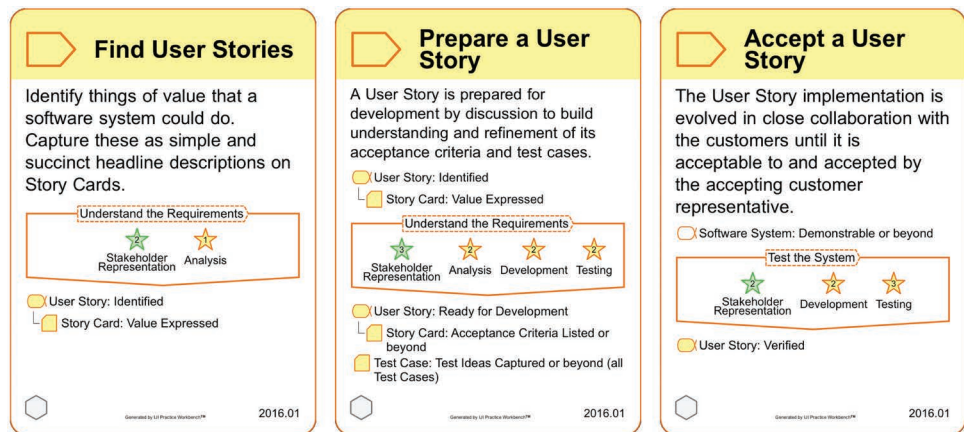 Find User Stories
Identify things of value that a
software system could do.
Capture these as simple and
succinct headline descriptions on
Story Cards.
Understand the Requirements
2
1
Stakeholder
Representation
Analysis
User Story: Identified
Story Card: Value Expressed
Generated by IJI Practice Workbench™
2016.01
Prepare a User
Story
A User Story is prepared for
development by discussion to build
understanding and refinement of its
acceptance criteria and test cases.
User Story: Identified
Story Card: Value Expressed
Understand the Requirements
3
2
2
2
Stakeholder
Representation
Analysis
Development
Testing
User Story: Ready for Development
Story Card: Acceptance Criteria Listed or
beyond
Test Case: Test Ideas Captured or beyond (all
Test Cases)
Generated by IJI Practice Workbench™
2016.01
Accept a User
Story
The User Story implementation is
evolved in close collaboration with
the customers until it is
acceptable to and accepted by
the accepting customer
representative.
Software System: Demonstrable or beyond
Test the System
2
2
3
Stakeholder
Representation
Development
Testing
User Story: Verified
Generated by IJI Practice Workbench™
2016.01